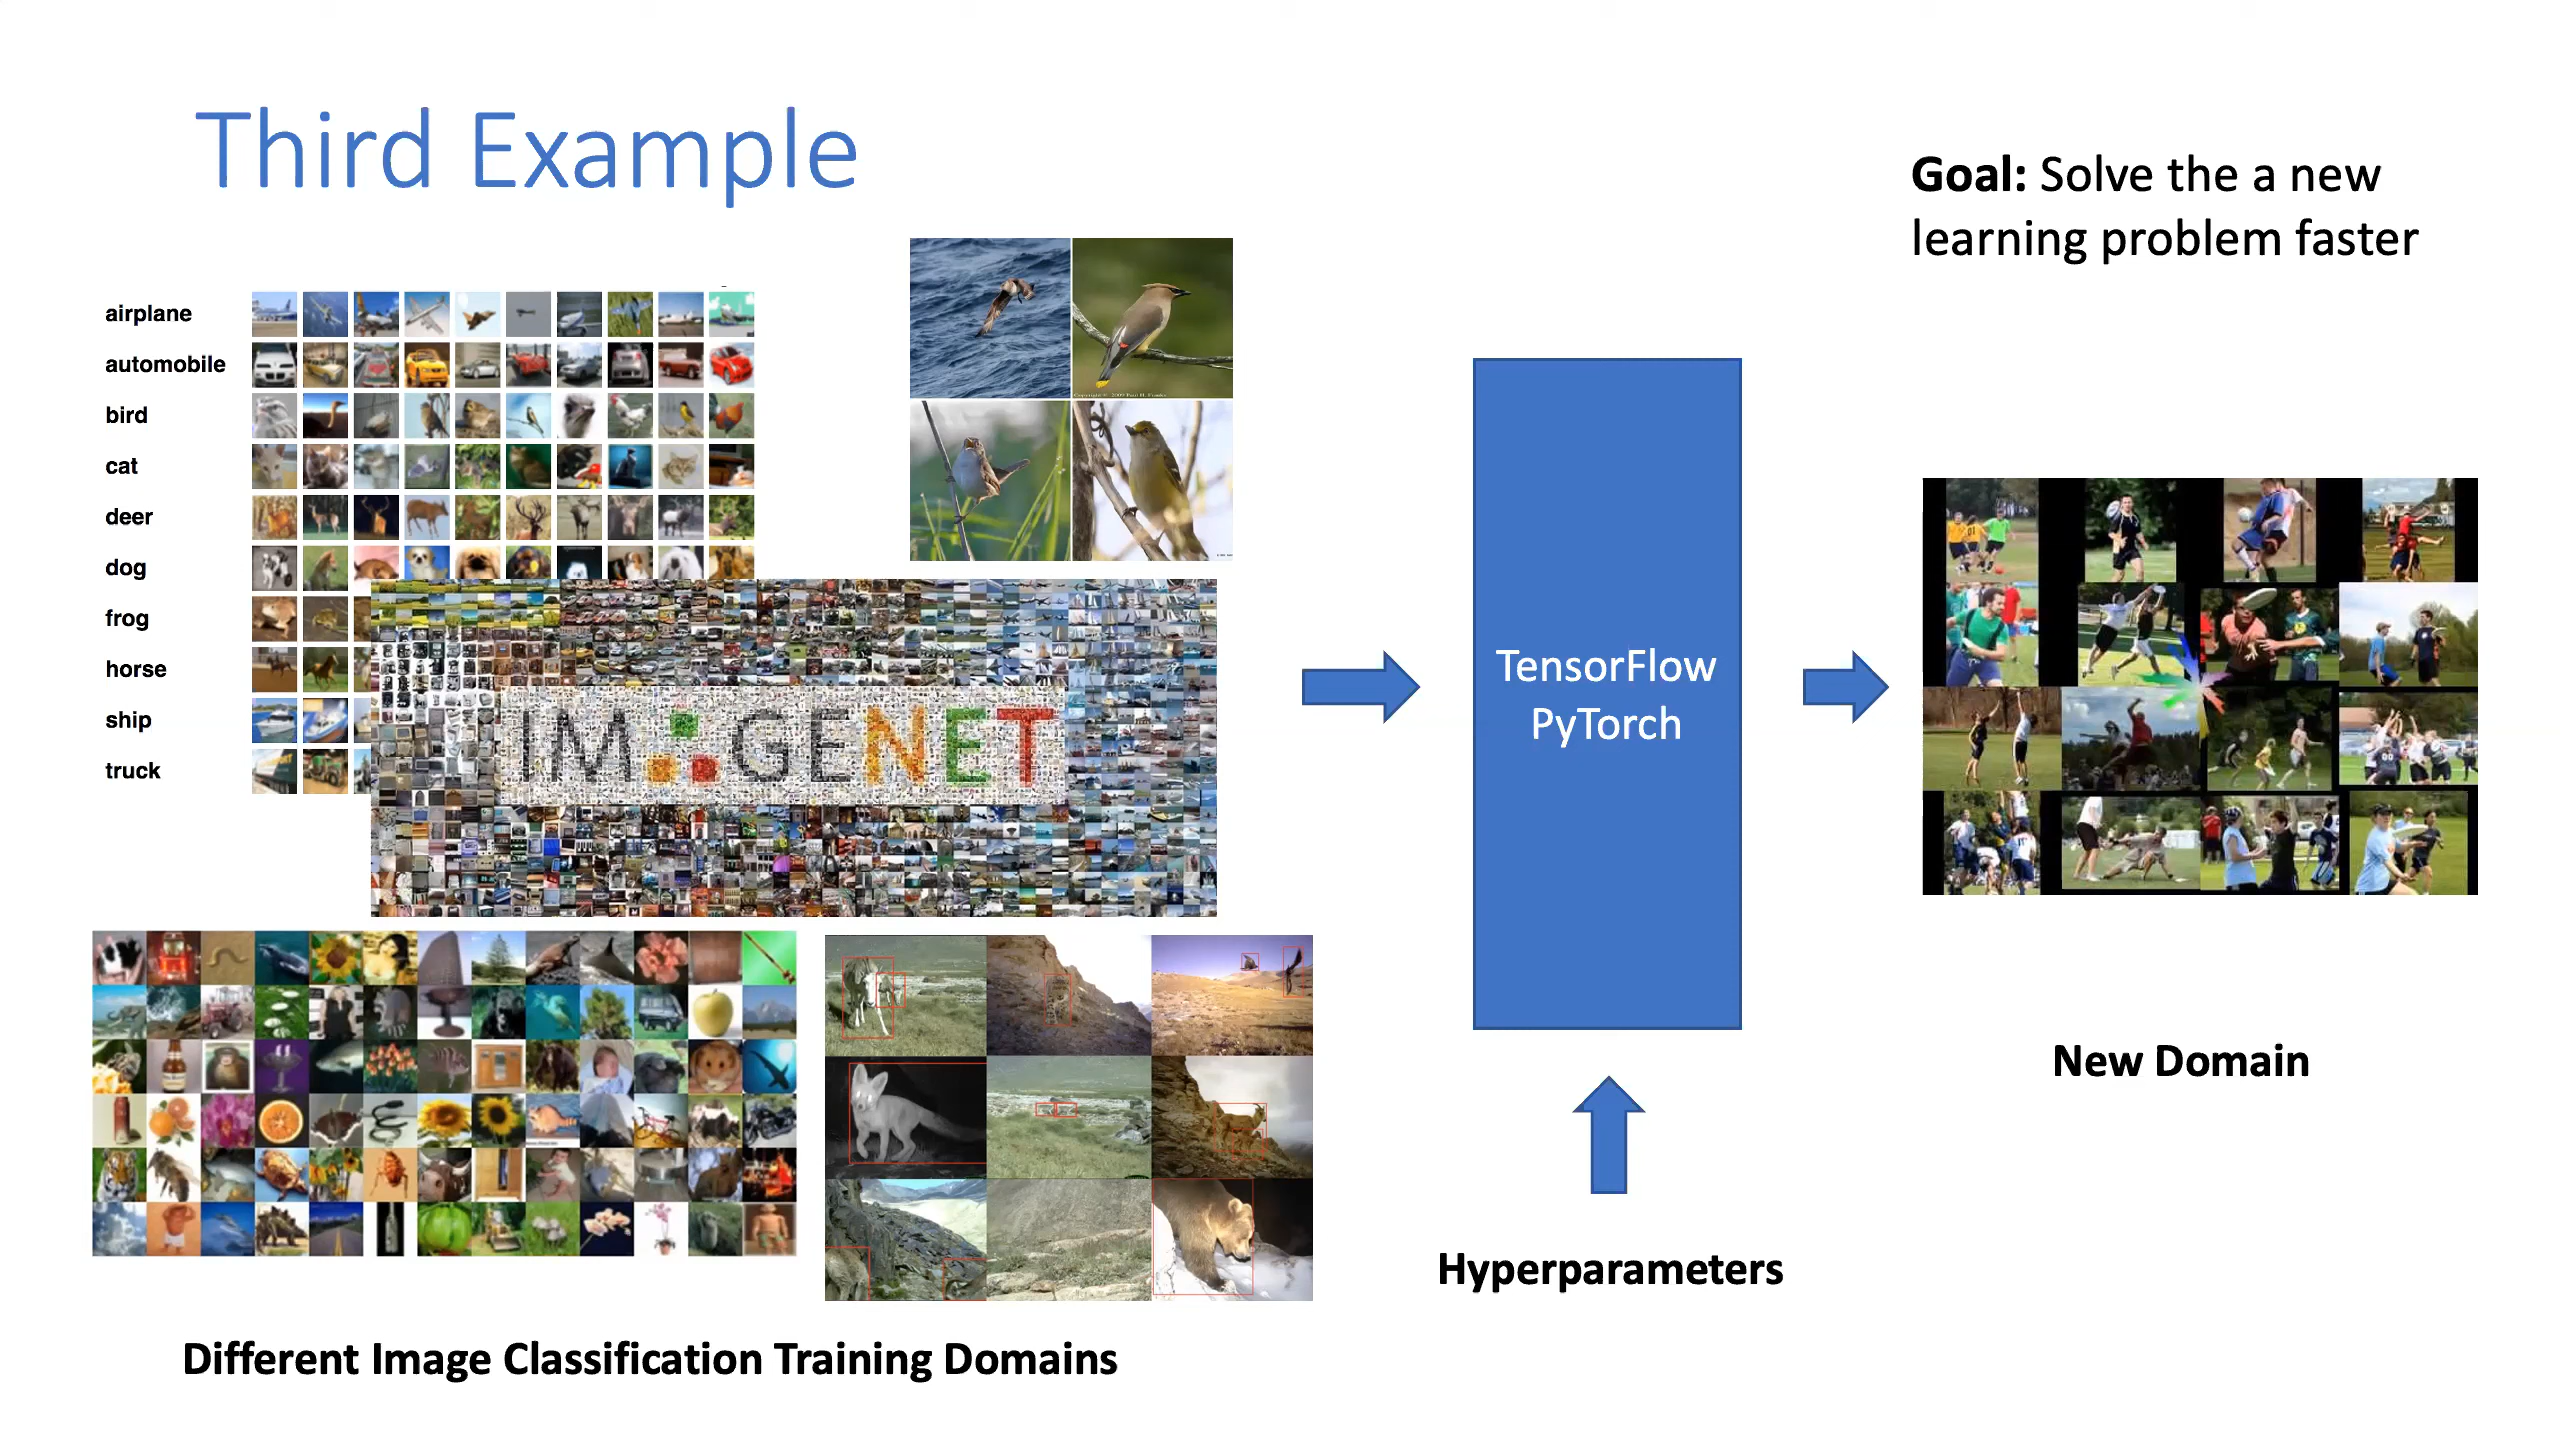 Third Example
Goal: Solve the a new
learning problem faster
airplane
automobile
bird
cat
deer
dog
frog
horse
ship
truck
IMAGENET
TensorFlow
PyTorch
New Domain
Hyperparameters
Different Image Classification Training Domains